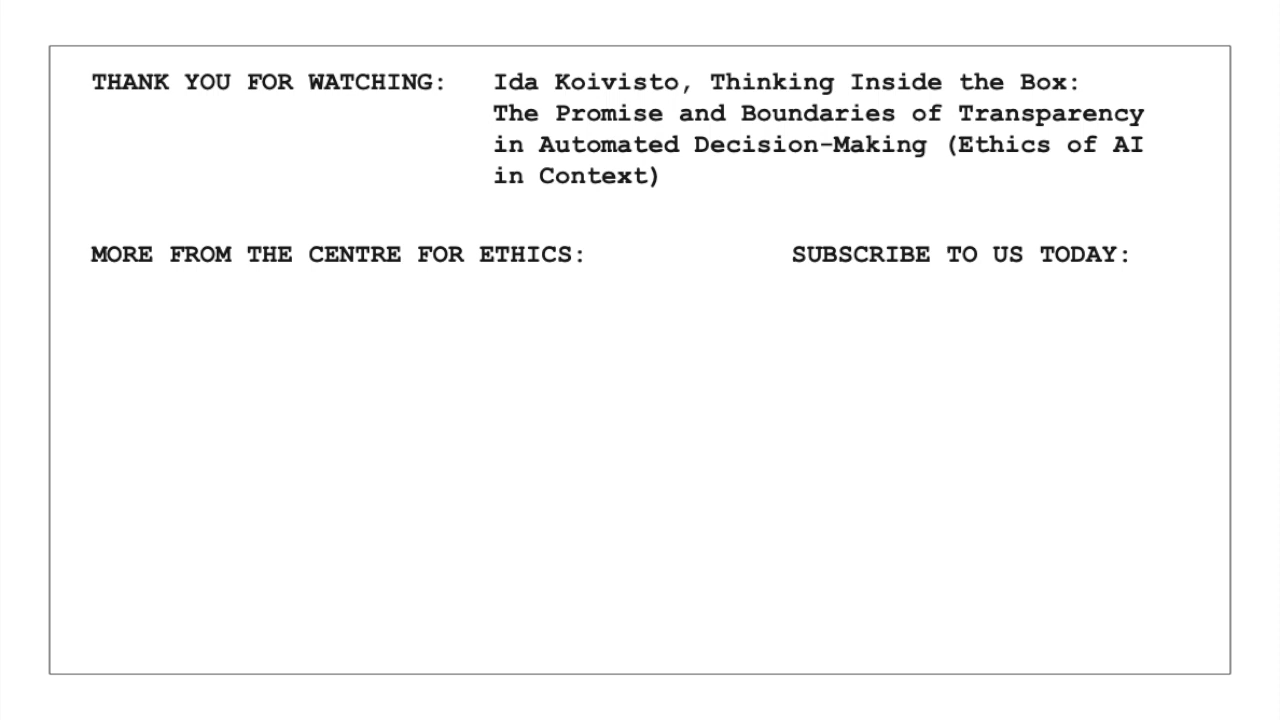 THANK YOU FOR WATCHING: Ida Koivisto, Thinking Inside the Box:
The Promise and Boundaries of Transparency
in Automated Decision-Making (Ethics of AI
in Context)
MORE FROM THE CENTRE FOR ETHICS: SUBSCRIBE TO US TODAY: